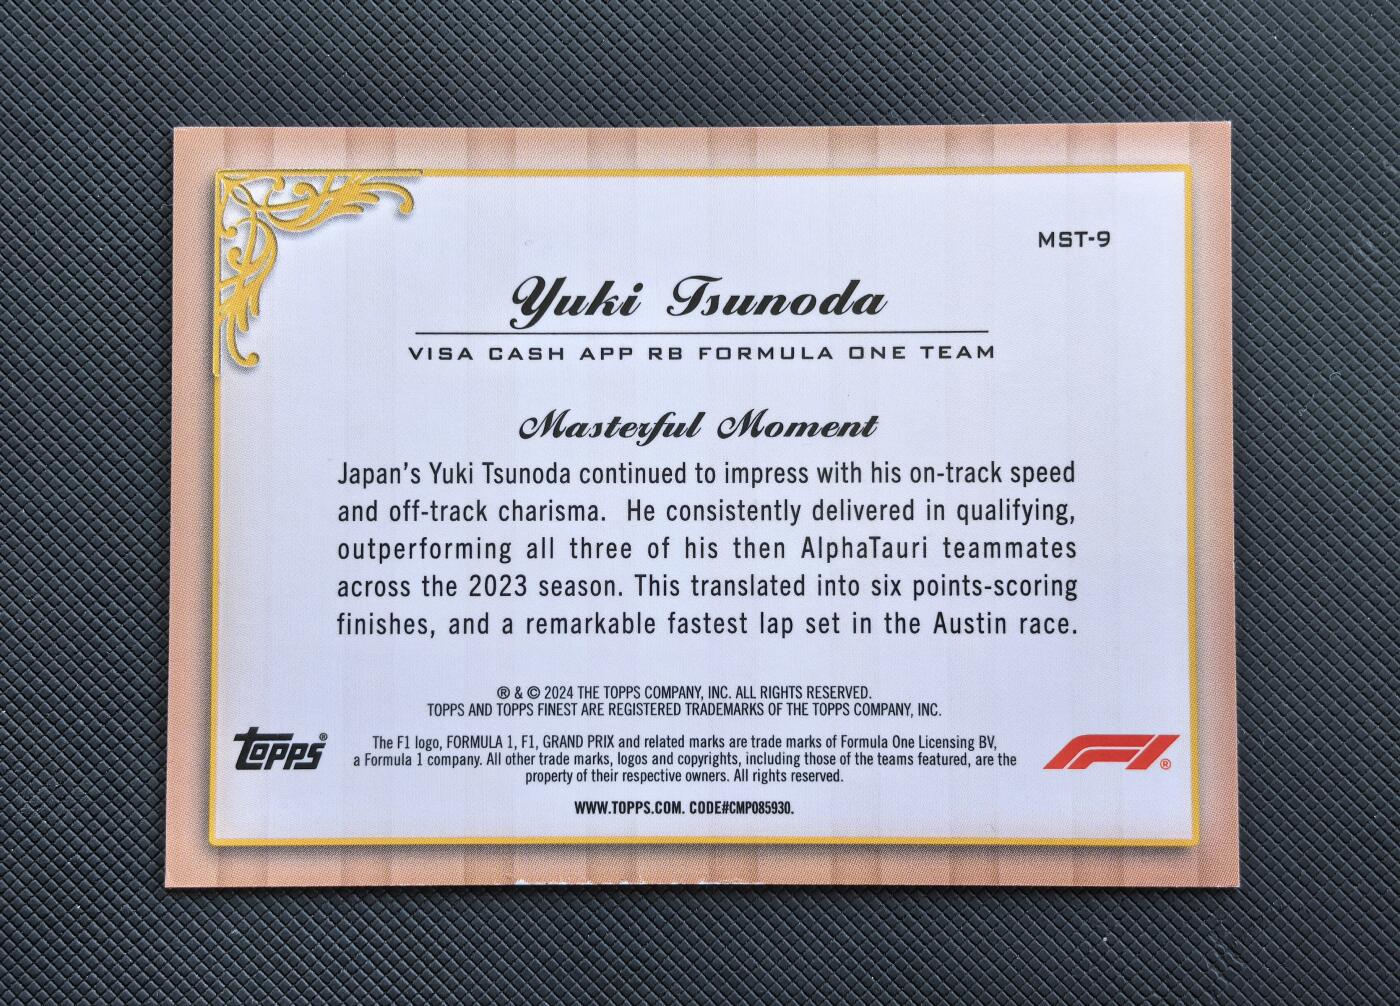 MST-9
Yuki Tsunoda
VISA CASH APP RB FORMULA ONE TEAM
Masterful Moment
Japan's Yuki Tsunoda continued to impress with his on-track speed
and off-track charisma.  He consistently delivered in qualifying,
outperforming all three of his then AlphaTauri teammates
across the 2023 season. This translated into six points-scoring
finishes, and a remarkable fastest lap set in the Austin race.
® & © 2024 THE TOPPS COMPANY, INC. ALL RIGHTS RESERVED.
TOPPS AND TOPPS FINEST ARE REGISTERED TRADEMARKS OF THE TOPPS COMPANY, INC.
topps®
The F1 logo, FORMULA 1, F1, GRAND PRIX and related marks are trade marks of Formula One Licensing BV,
a Formula 1 company. All other trade marks, logos and copyrights, including those of the teams featured, are the
property of their respective owners. All rights reserved.
F1®
WWW.TOPPS.COM. CODE#CMP085930.